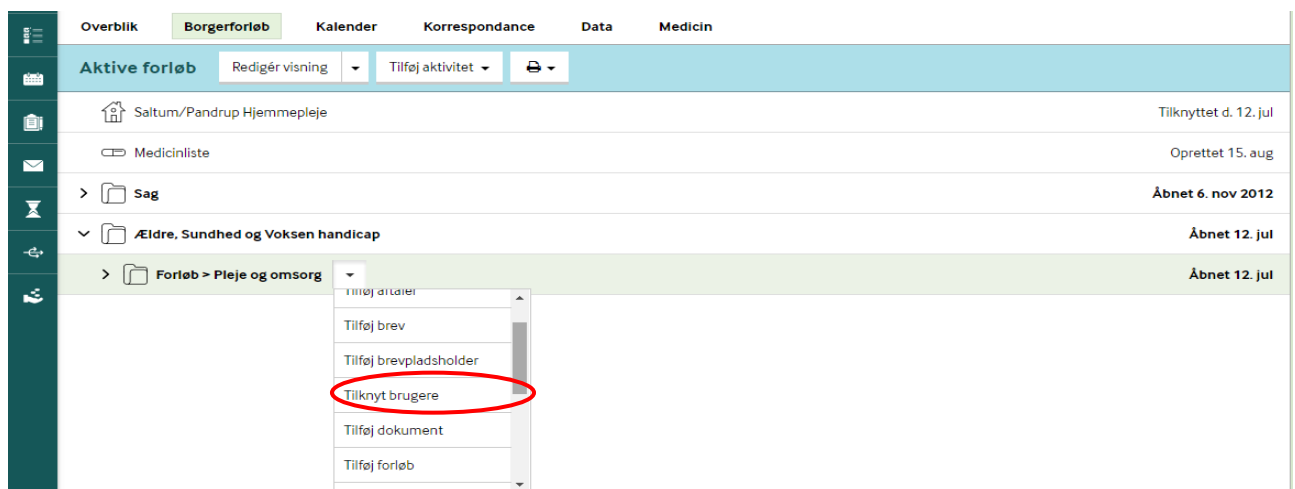 Overblik Borgerforløb Kalender Korrespondance Data Medicin
Aktive forløb Redigér visning Tilføj aktivitet
Saltum/Pandrup Hjemmepleje Tilknyttet d. 12. jul
Medicinliste Oprettet 15. aug
Sag Åbnet 6. nov 2012
Ældre, Sundhed og Voksen handicap Åbnet 12. jul
Forløb > Pleje og omsorg Åbnet 12. jul
Tilføj aftaler
Tilføj brev
Tilføj brevpladsholder
Tilknyt brugere
Tilføj dokument
Tilføj forløb